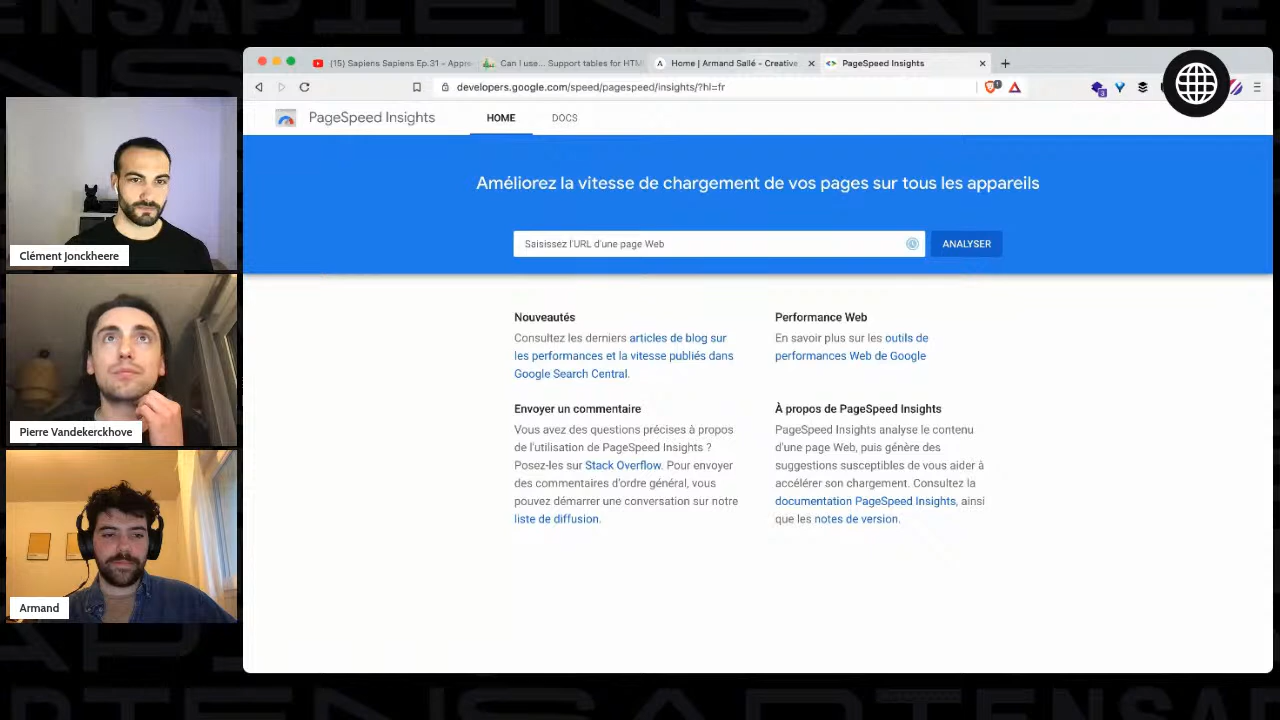 (15) Sapiens Sapiens Ep.31 – Appre
Can I use... Support tables for HTM
Home | Armand Sallé – Creative
PageSpeed Insights
developers.google.com/speed/pagespeed/insights/?hl=fr
PageSpeed Insights
HOME
DOCS
Améliorez la vitesse de chargement de vos pages sur tous les appareils
Saisissez l'URL d'une page Web
ANALYSER
Nouveautés
Consultez les derniers articles de blog sur
les performances et la vitesse publiés dans
Google Search Central.
Performance Web
En savoir plus sur les outils de
performances Web de Google
Envoyer un commentaire
Vous avez des questions précises à propos
de l'utilisation de PageSpeed Insights ?
Posez-les sur Stack Overflow. Pour envoyer
des commentaires d'ordre général, vous
pouvez démarrer une conversation sur notre
liste de diffusion.
À propos de PageSpeed Insights
PageSpeed Insights analyse le contenu
d'une page Web, puis génère des
suggestions susceptibles de vous aider à
accélérer son chargement. Consultez la
documentation PageSpeed Insights, ainsi
que les notes de version.
Clément Jonckheere
Pierre Vandekerckhove
Armand